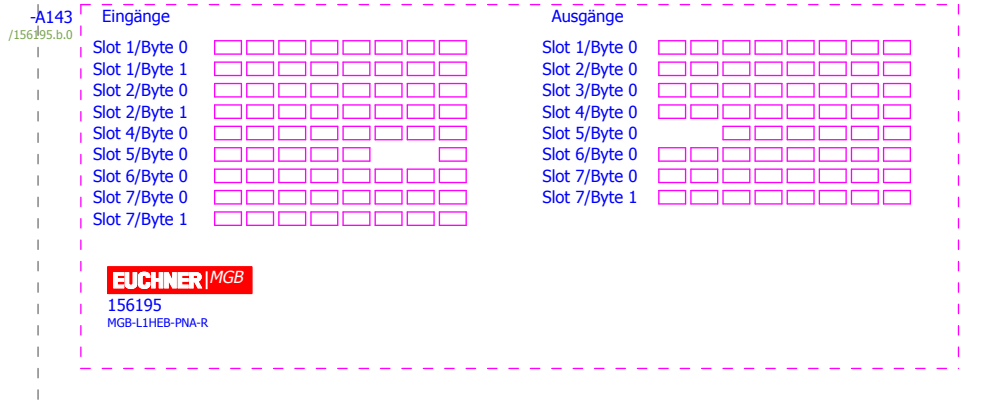 -A143
/156195.b.0
Eingänge
Ausgänge
Slot 1/Byte 0
Slot 1/Byte 1
Slot 2/Byte 0
Slot 2/Byte 1
Slot 4/Byte 0
Slot 5/Byte 0
Slot 6/Byte 0
Slot 7/Byte 0
Slot 7/Byte 1
Slot 1/Byte 0
Slot 2/Byte 0
Slot 3/Byte 0
Slot 4/Byte 0
Slot 5/Byte 0
Slot 6/Byte 0
Slot 7/Byte 0
Slot 7/Byte 1
EUCHNER|MGB
156195
MGB-L1HEB-PNA-R